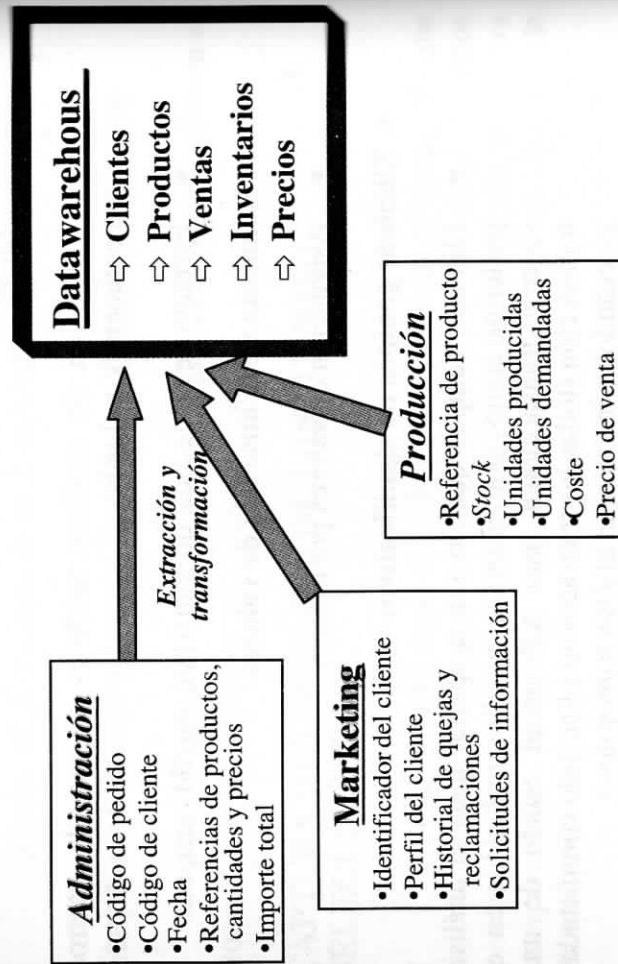 Administración
•Código de pedido
•Código de cliente
•Fecha
•Referencias de productos,
cantidades y precios
•Importe total
Extracción y
transformación
Datawarehous
⇨ Clientes
⇨ Productos
⇨ Ventas
⇨ Inventarios
⇨ Precios
Marketing
•Identificador del cliente
•Perfil del cliente
•Historial de quejas y
reclamaciones
•Solicitudes de información
Producción
•Referencia de producto
•Stock
•Unidades producidas
•Unidades demandadas
•Coste
•Precio de venta